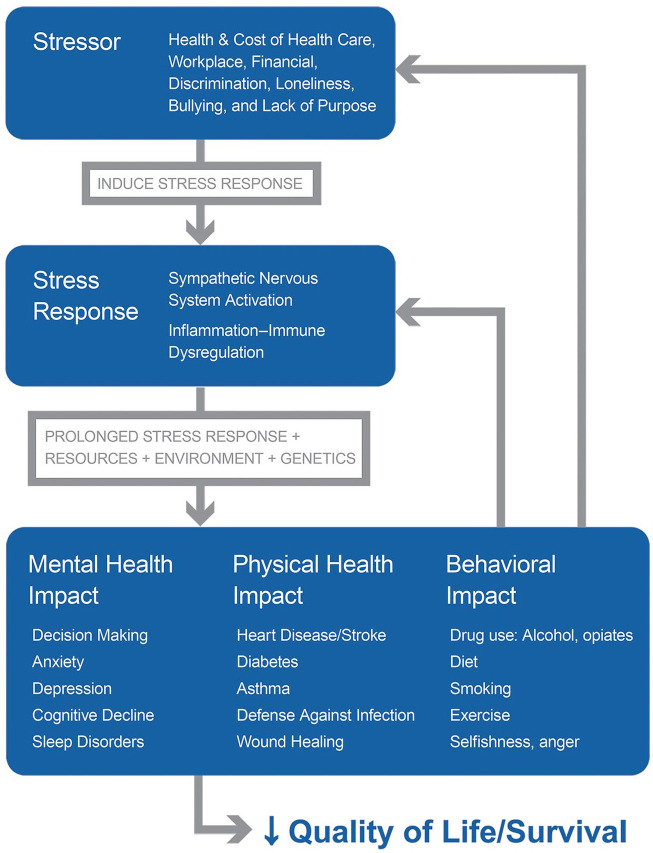 Stressor
Health & Cost of Health Care,
Workplace, Financial,
Discrimination, Loneliness,
Bullying, and Lack of Purpose
INDUCE STRESS RESPONSE
Stress
Response
Sympathetic Nervous
System Activation
Inflammation–Immune
Dysregulation
PROLONGED STRESS RESPONSE +
RESOURCES + ENVIRONMENT + GENETICS
Mental Health
Impact
Decision Making
Anxiety
Depression
Cognitive Decline
Sleep Disorders
Physical Health
Impact
Heart Disease/Stroke
Diabetes
Asthma
Defense Against Infection
Wound Healing
Behavioral
Impact
Drug use: Alcohol, opiates
Diet
Smoking
Exercise
Selfishness, anger
↓ Quality of Life/Survival